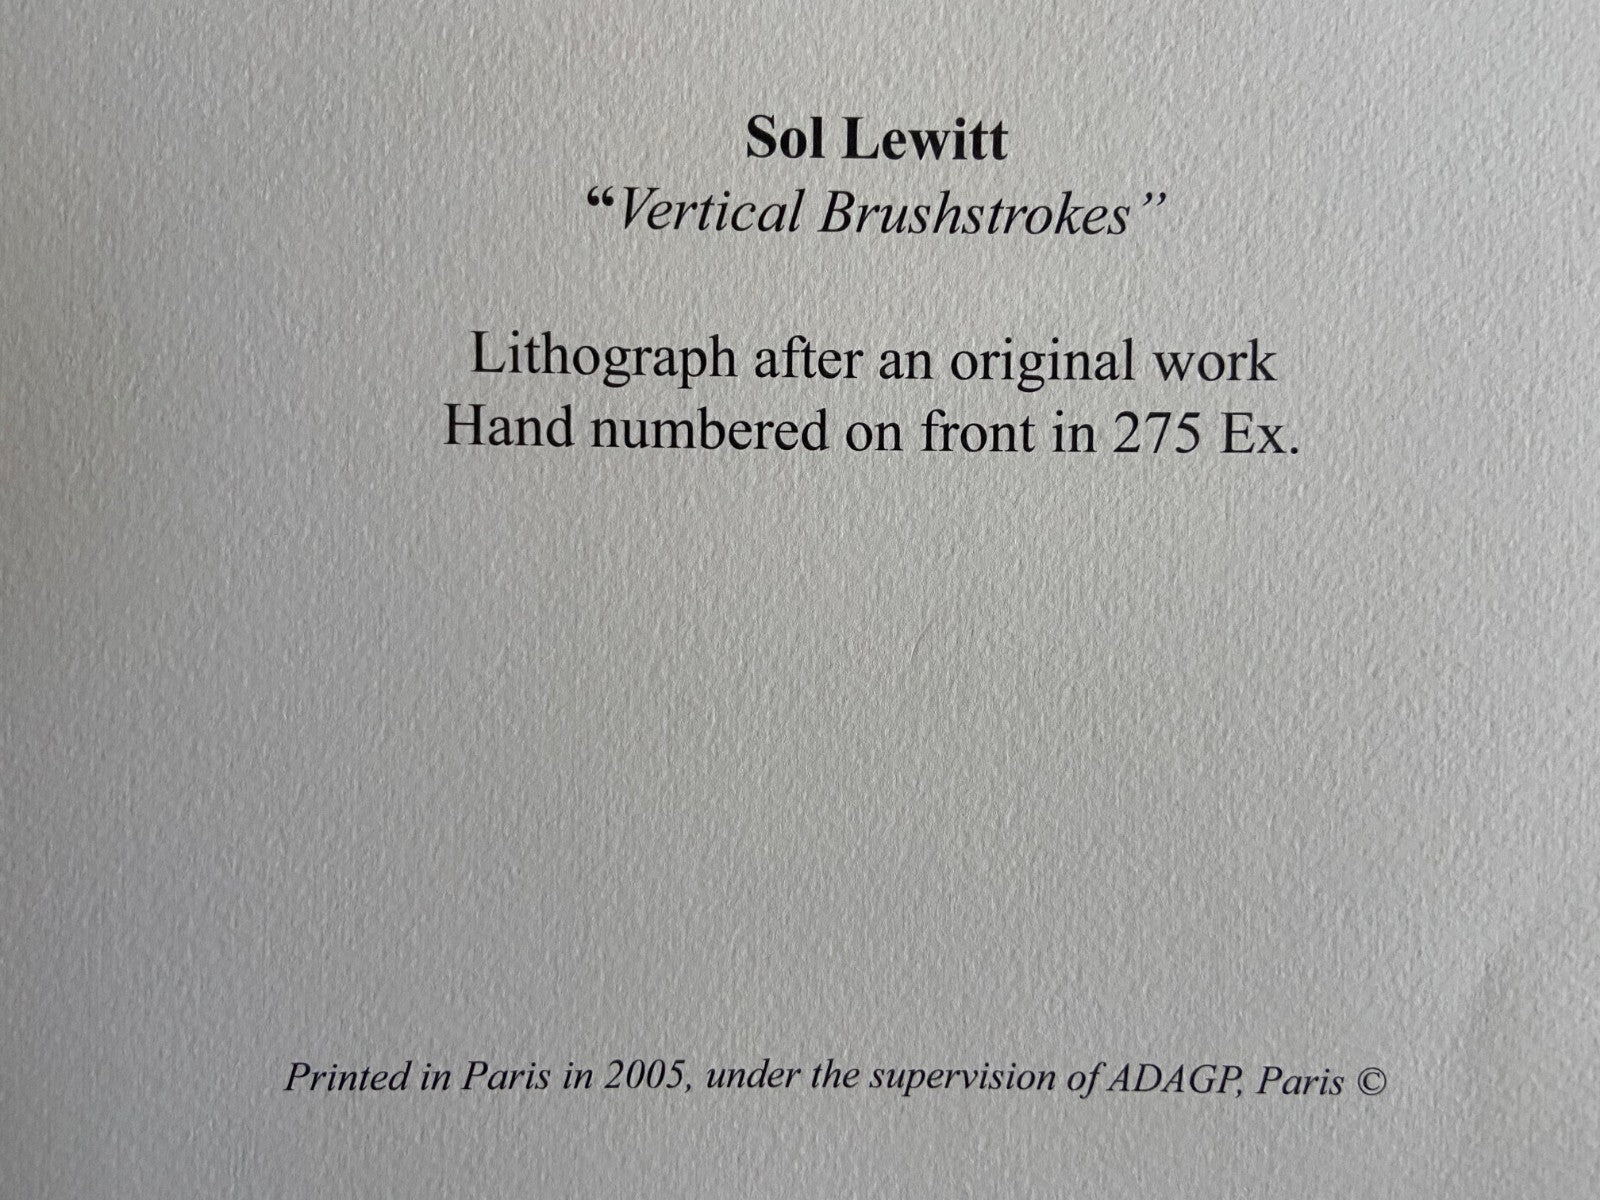 Sol Lewitt
“Vertical Brushstrokes”
Lithograph after an original work
Hand numbered on front in 275 Ex.
Printed in Paris in 2005, under the supervision of ADAGP, Paris ©